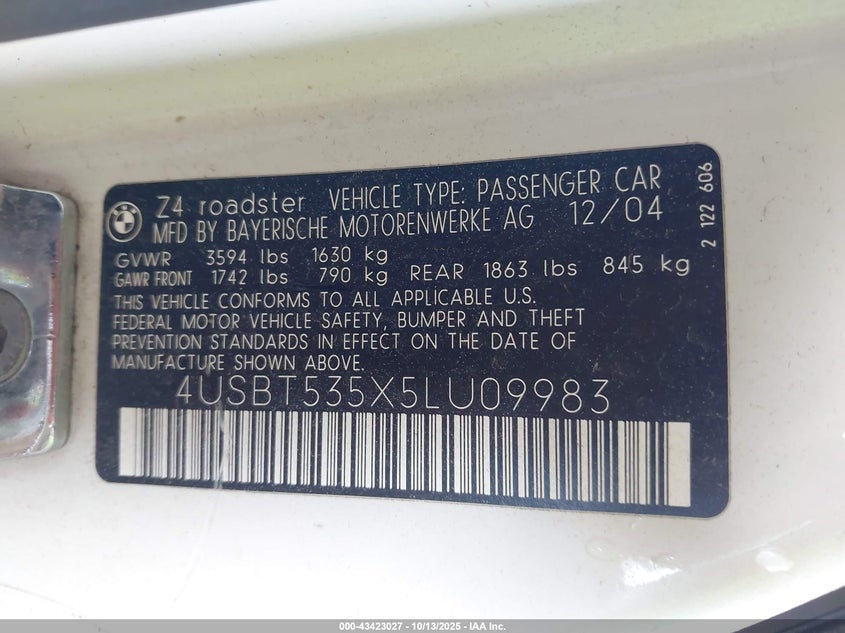 Z4 roadster VEHICLE TYPE: PASSENGER CAR
MFD BY BAYERISCHE MOTORENWERKE AG 12/04
GVWR 3594 lbs 1630 kg
GAWR FRONT 1742 lbs 790 kg REAR 1863 lbs 845 kg
THIS VEHICLE CONFORMS TO ALL APPLICABLE U.S.
FEDERAL MOTOR VEHICLE SAFETY, BUMPER AND THEFT
PREVENTION STANDARDS IN EFFECT ON THE DATE OF
MANUFACTURE SHOWN ABOVE.
4USBT535X5LU09983
2 122 606
000-43423027 - 10/13/2025 - IAA Inc.